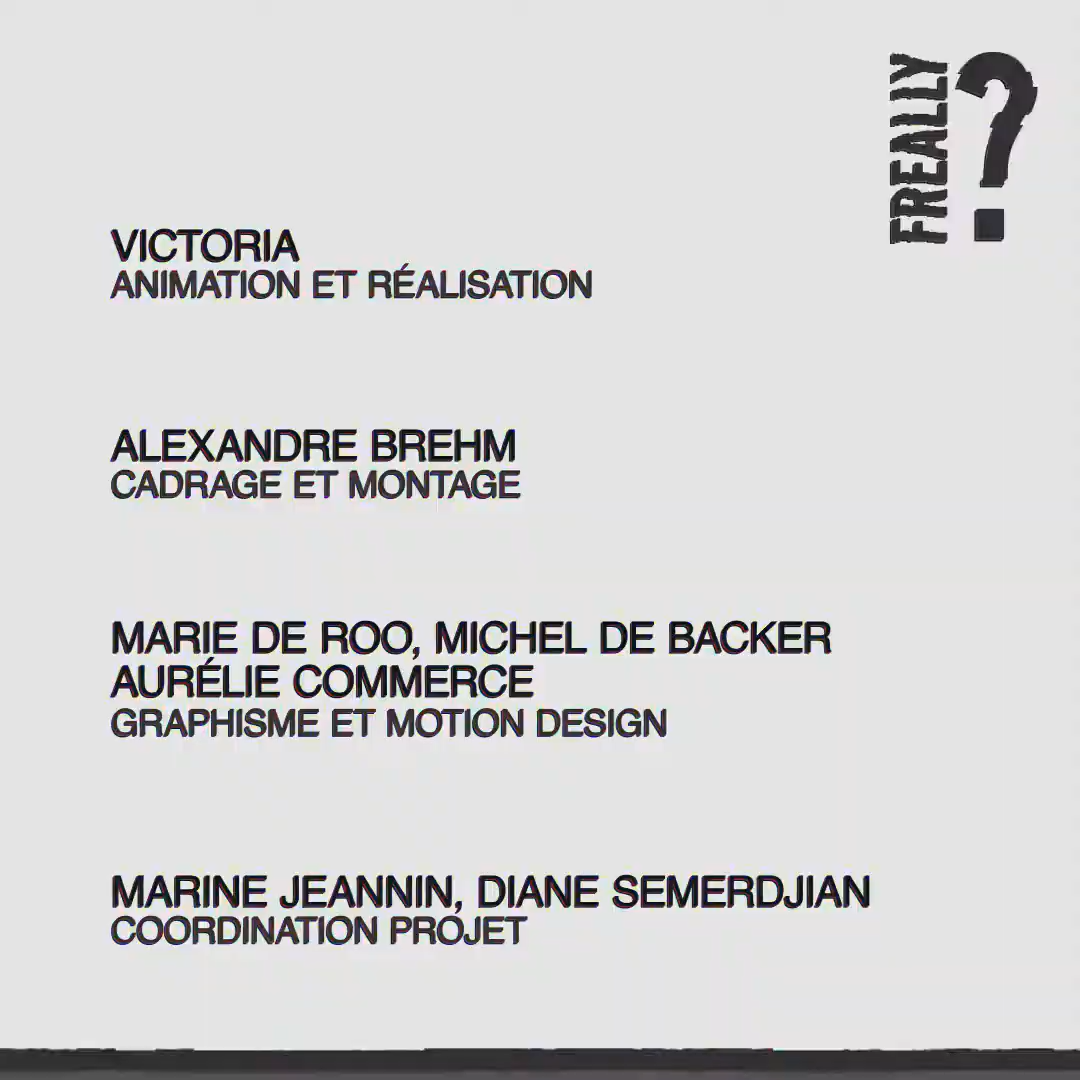 FREALLY
?
VICTORIA
ANIMATION ET RÉALISATION
ALEXANDRE BREHM
CADRAGE ET MONTAGE
MARIE DE ROO, MICHEL DE BACKER
AURÉLIE COMMERCE
GRAPHISME ET MOTION DESIGN
MARINE JEANNIN, DIANE SEMERDJIAN
COORDINATION PROJET